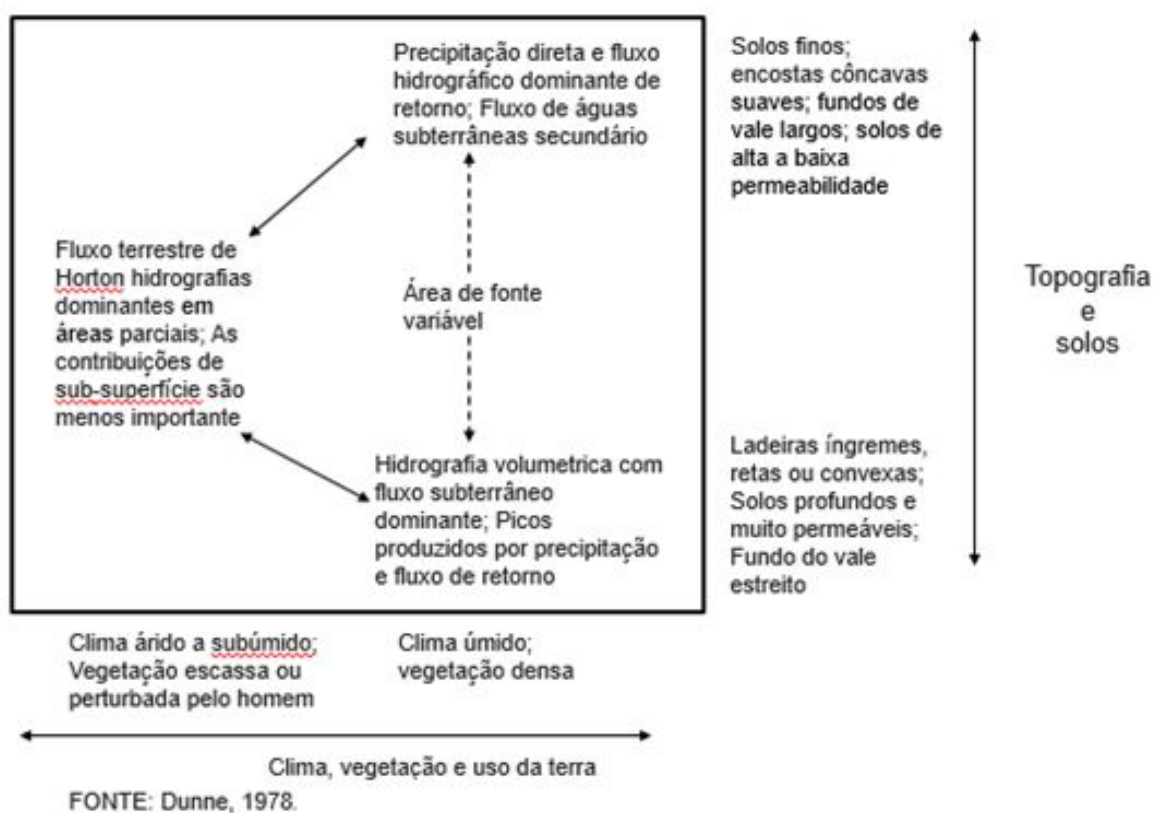 Precipitação direta e fluxo
hidrográfico dominante de
retorno; Fluxo de águas
subterrâneas secundário
Solos finos;
encostas côncavas
suaves; fundos de
vale largos; solos de
alta a baixa
permeabilidade
Fluxo terrestre de
Horton hidrografias
dominantes em
áreas parciais; As
contribuições de
sub-superfície são
menos importante
Área de fonte
variável
Topografia
e
solos
Hidrografia volumetrica com
fluxo subterrâneo
dominante; Picos
produzidos por precipitação
e fluxo de retorno
Ladeiras íngremes,
retas ou convexas;
Solos profundos e
muito permeáveis;
Fundo do vale
estreito
Clima árido a subúmido;
Vegetação escassa ou
perturbada pelo homem
Clima úmido;
vegetação densa
Clima, vegetação e uso da terra
FONTE: Dunne, 1978.